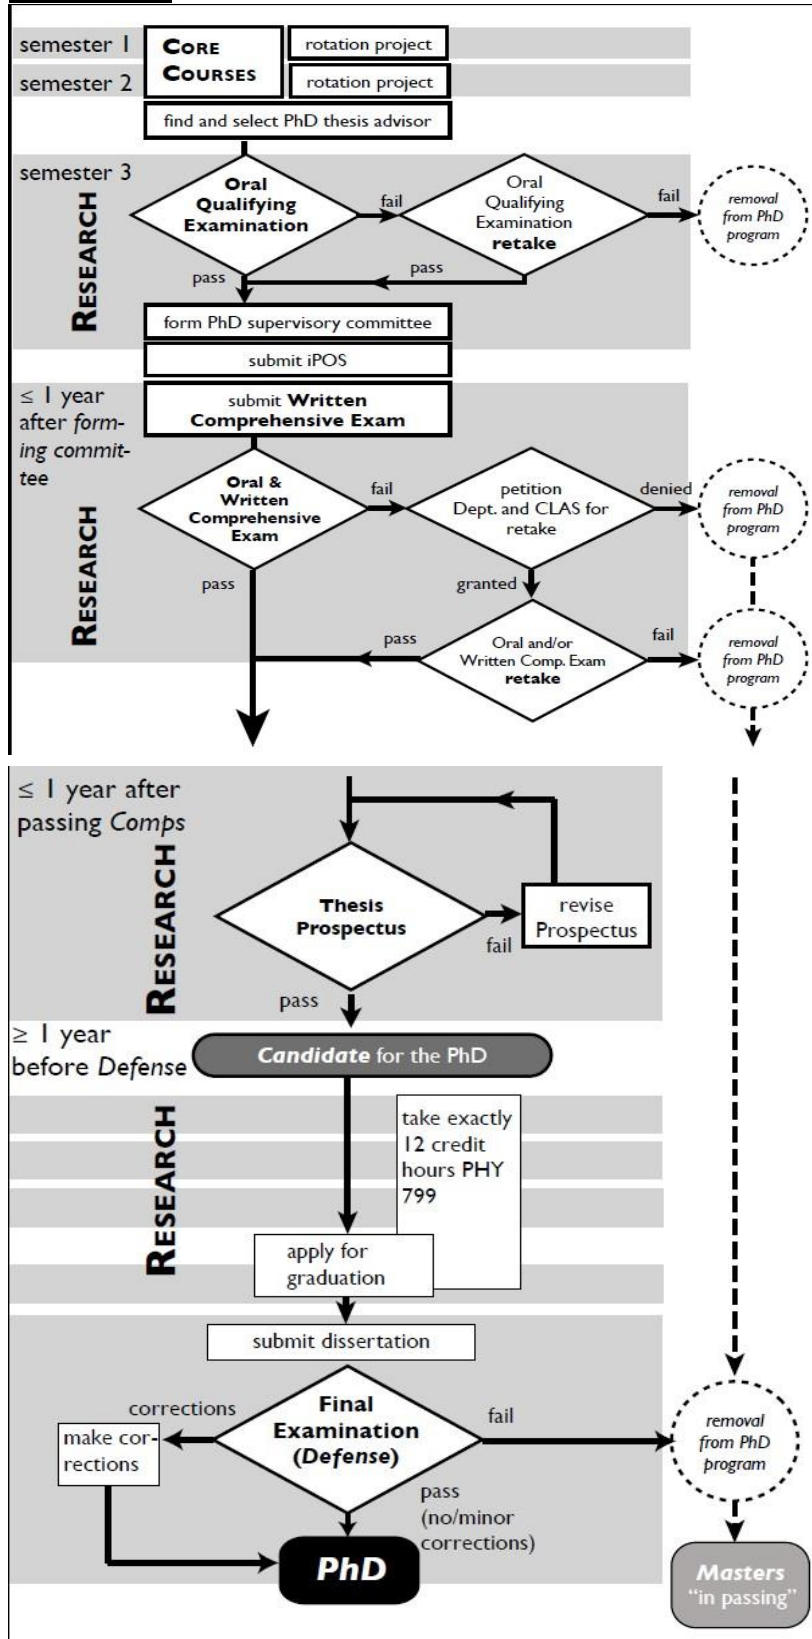 semester 1
CORE
COURSES
rotation project
semester 2
rotation project
find and select PhD thesis advisor
semester 3
RESEARCH
Oral
Qualifying
Examination
fail
Oral
Qualifying
Examination
retake
fail
removal
from PhD
program
pass
pass
form PhD supervisory committee
submit iPOS
≤ 1 year
after form-
ing commit-
tee
submit Written
Comprehensive Exam
RESEARCH
Oral &
Written
Comprehensive
Exam
fail
petition
Dept. and CLAS for
retake
denied
removal
from PhD
program
pass
granted
pass
Oral and/or
Written Comp. Exam
retake
fail
removal
from PhD
program
≤ 1 year after
passing Comps
RESEARCH
Thesis
Prospectus
fail
revise
Prospectus
pass
≥ 1 year
before Defense
Candidate for the PhD
RESEARCH
take exactly
12 credit
hours PHY
799
apply for
graduation
submit dissertation
corrections
make cor-
rections
Final
Examination
(Defense)
fail
removal
from PhD
program
pass
(no/minor
corrections)
PhD
Masters
"in passing"